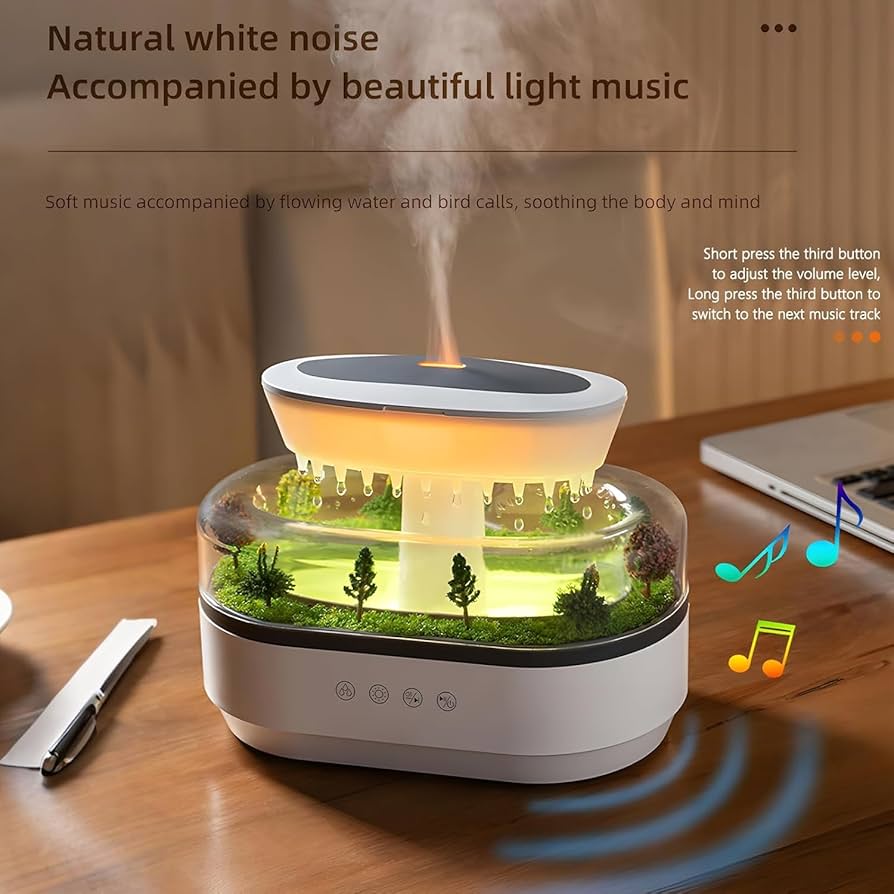 Natural white noise
Accompanied by beautiful light music
Soft music accompanied by flowing water and bird calls, soothing the body and mind
Short press the third button
to adjust the volume level,
Long press the third button to
switch to the next music track